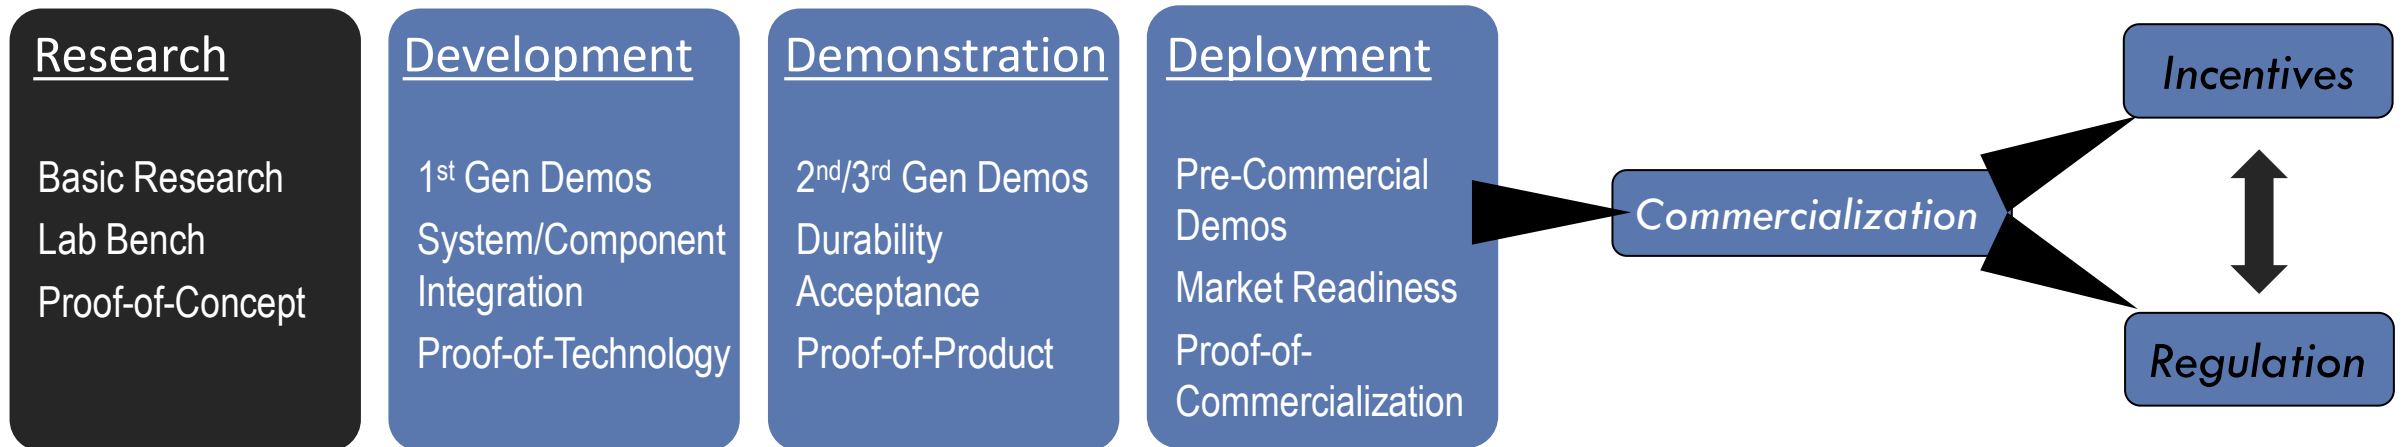 Research
Basic Research
Lab Bench
Proof-of-Concept
Development
1st Gen Demos
System/Component
Integration
Proof-of-Technology
Demonstration
2nd/3rd Gen Demos
Durability
Acceptance
Proof-of-Product
Deployment
Pre-Commercial
Demos
Market Readiness
Proof-of-
Commercialization
Commercialization
Incentives
Regulation